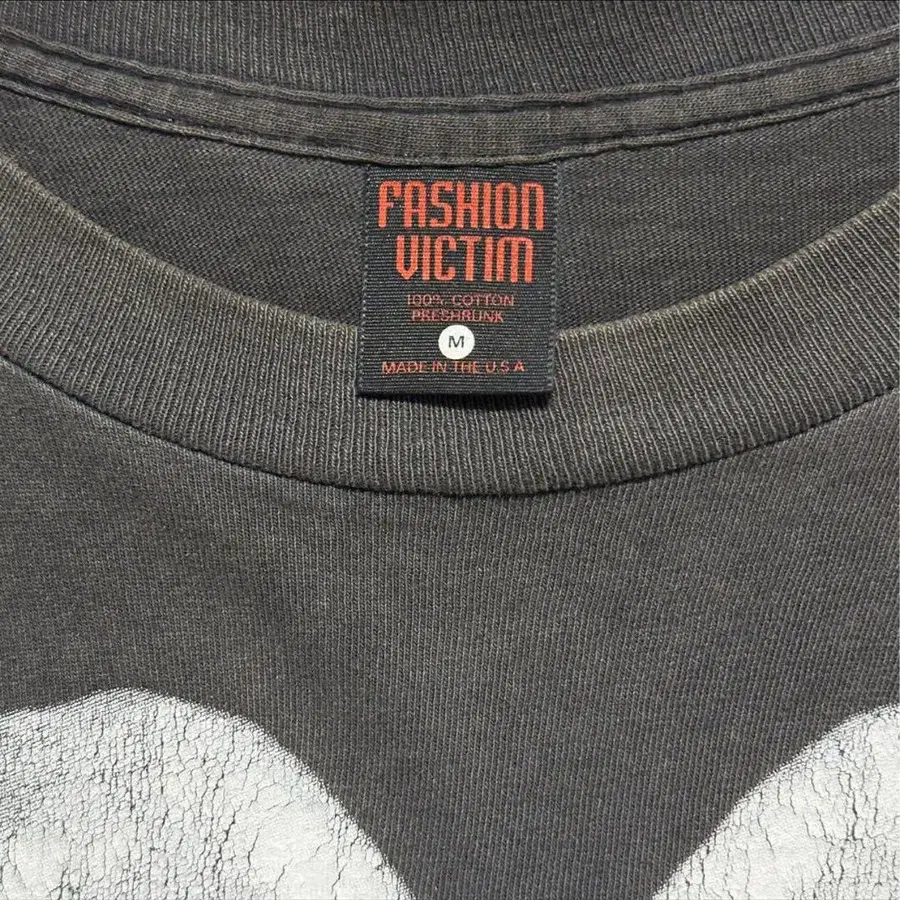 FASHION
VICTIM
100% COTTON
PRESHRUNK
M
MADE IN THE U.S.A